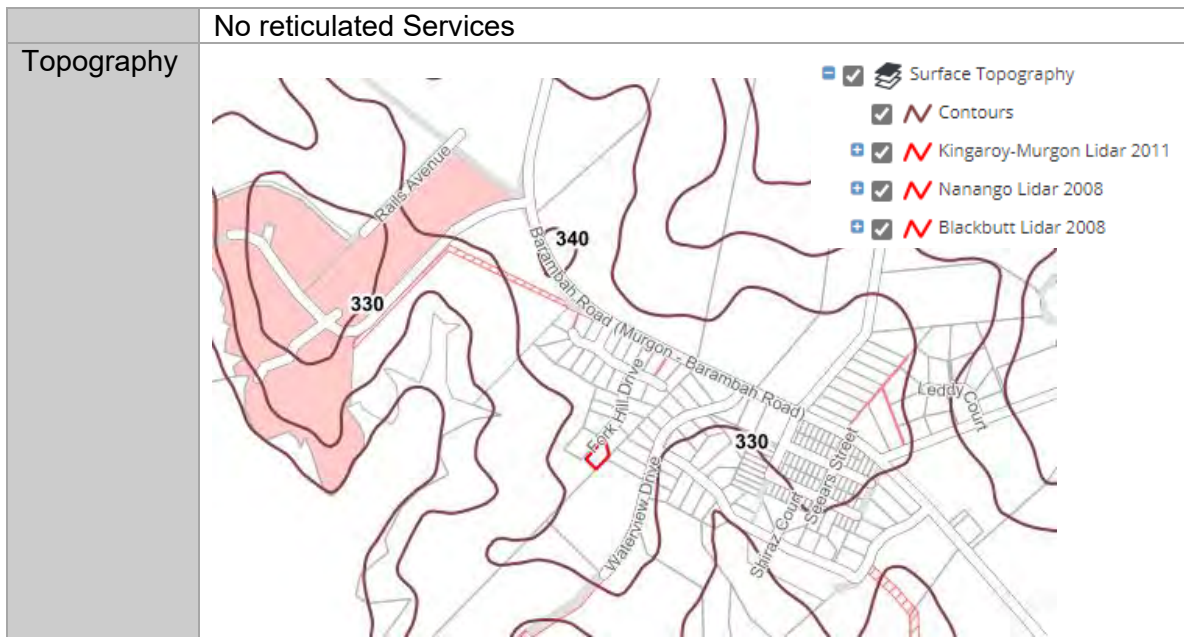 No reticulated Services
Topography
Surface Topography
Contours
Kingaroy-Murgon Lidar 2011
Nanango Lidar 2008
Blackbutt Lidar 2008
Rails Avenue
340
330
Barambah Road (Murgon - Barambah Road)
Fork Hill Drive
Leddy Court
330
Seears Street
Waterview Drive
Shiraz Court